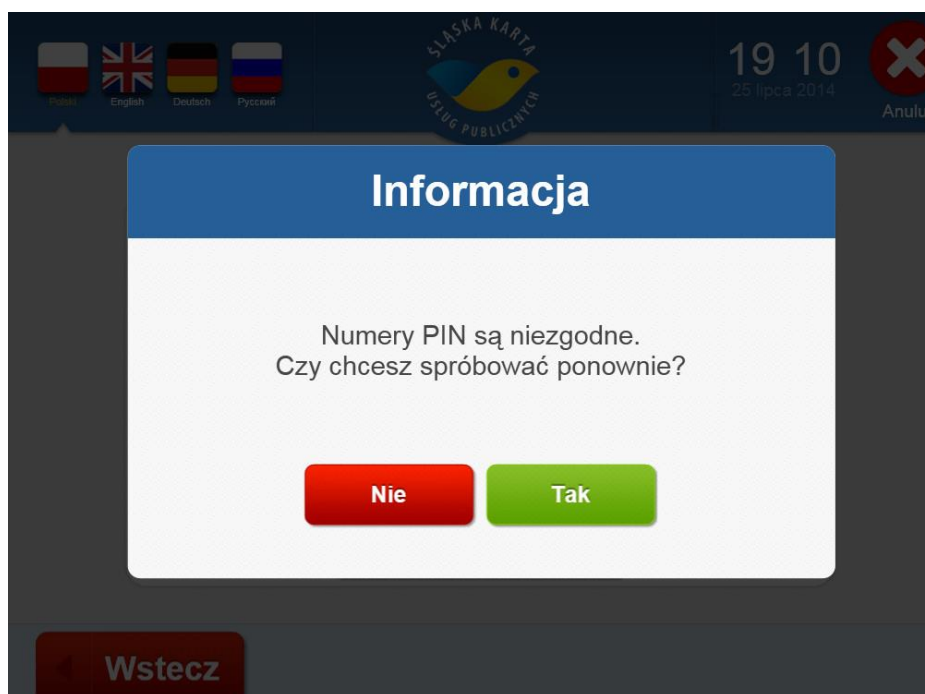 Polski
English
Deutsch
Русский
ŚLĄSKA KARTA
USŁUG PUBLICZNYCH
19 10
25 lipca 2014
Anulu
Informacja
Numery PIN są niezgodne.
Czy chcesz spróbować ponownie?
Nie
Tak
Wstecz